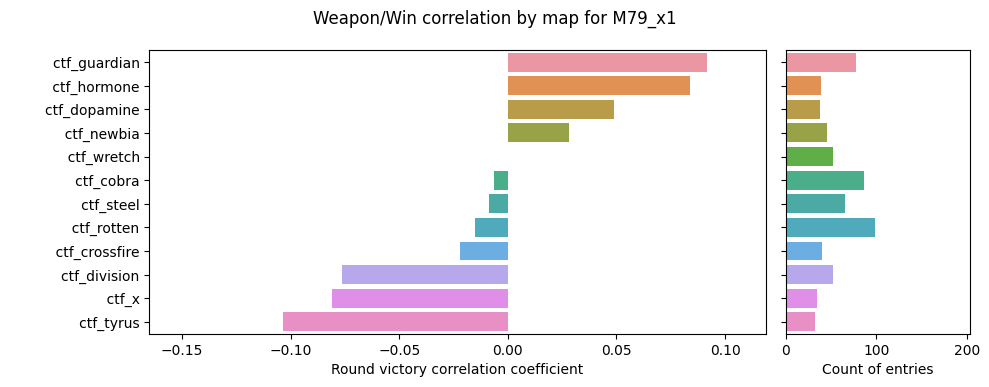 Weapon/Win correlation by map for M79_x1
ctf_guardian
ctf_hormone
ctf_dopamine
ctf_newbia
ctf_wretch
ctf_cobra
ctf_steel
ctf_rotten
ctf_crossfire
ctf_division
ctf_x
ctf_tyrus
−0.15 −0.10 −0.05 0.00 0.05 0.10
Round victory correlation coefficient
0 100 200
Count of entries